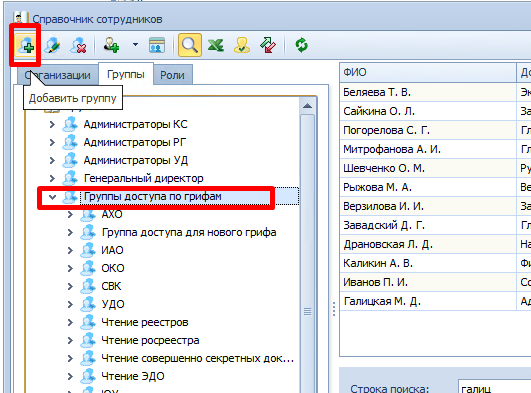 Справочник сотрудников
Организации
Группы
Роли
Добавить группу
Администраторы КС
Администраторы РГ
Администраторы УД
Генеральный директор
Группы доступа по грифам
АХО
Группа доступа для нового грифа
ИАО
ОКО
СВК
УДО
Чтение реестров
Чтение росреестра
Чтение совершенно секретных док...
Чтение ЭДО
ФИО
До
Беляева Т. В.
Эк
Сайкина О. Л.
За
Погорелова С. Г.
Гл
Митрофанова А. И.
Гл
Шевченко О. М.
Ру
Рыжова М. А.
Ве
Верзилова И. И.
За
Завадский Д. Г.
Гл
Драновская Л. Д.
На
Каликин А. В.
Фи
Иванов П. И.
Со
Галицкая М. Д.
Ад
Строка поиска:
галиц